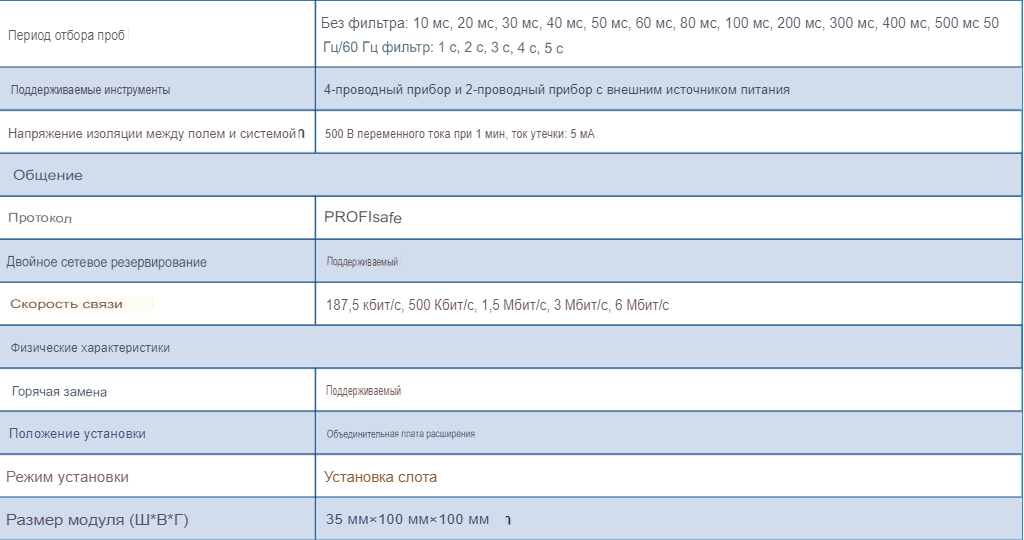 Период отбора проб
Без фильтра: 10 мс, 20 мс, 30 мс, 40 мс, 50 мс, 60 мс, 80 мс, 100 мс, 200 мс, 300 мс, 400 мс, 500 мс 50
Гц/60 Гц фильтр: 1 с, 2 с, 3 с, 4 с, 5 с
Поддерживаемые инструменты
4-проводный прибор и 2-проводный прибор с внешним источником питания
Напряжение изоляции между полем и системой
500 В переменного тока при 1 мин, ток утечки: 5 мА
Общение
Протокол
PROFIsafe
Двойное сетевое резервирование
Поддерживаемый
Скорость связи
187,5 кбит/с, 500 Кбит/с, 1,5 Мбит/с, 3 Мбит/с, 6 Мбит/с
Физические характеристики
Горячая замена
Поддерживаемый
Положение установки
Объединительная плата расширения
Режим установки
Установка слота
Размер модуля (Ш*В*Г)
35 мм×100 мм×100 мм